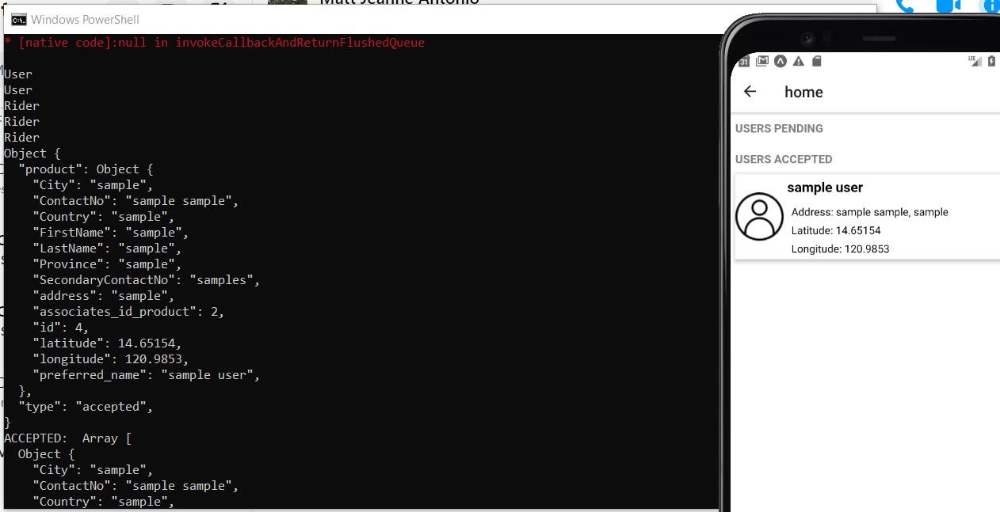 Matt Jeanne Antonio
Windows PowerShell
* [native code]:null in invokeCallbackAndReturnFlushedQueue
User
User
Rider
Rider
Rider
Object {
  "product": Object {
    "City": "sample",
    "ContactNo": "sample sample",
    "Country": "sample",
    "FirstName": "sample",
    "LastName": "sample",
    "Province": "sample",
    "SecondaryContactNo": "samples",
    "address": "sample",
    "associates_id_product": 2,
    "id": 4,
    "latitude": 14.65154,
    "longitude": 120.9853,
    "preferred_name": "sample user",
  },
  "type": "accepted",
}
ACCEPTED:  Array [
  Object {
    "City": "sample",
    "ContactNo": "sample sample",
    "Country": "sample",
31
LTE
home
USERS PENDING
USERS ACCEPTED
sample user
Address: sample sample, sample
Latitude: 14.65154
Longitude: 120.9853